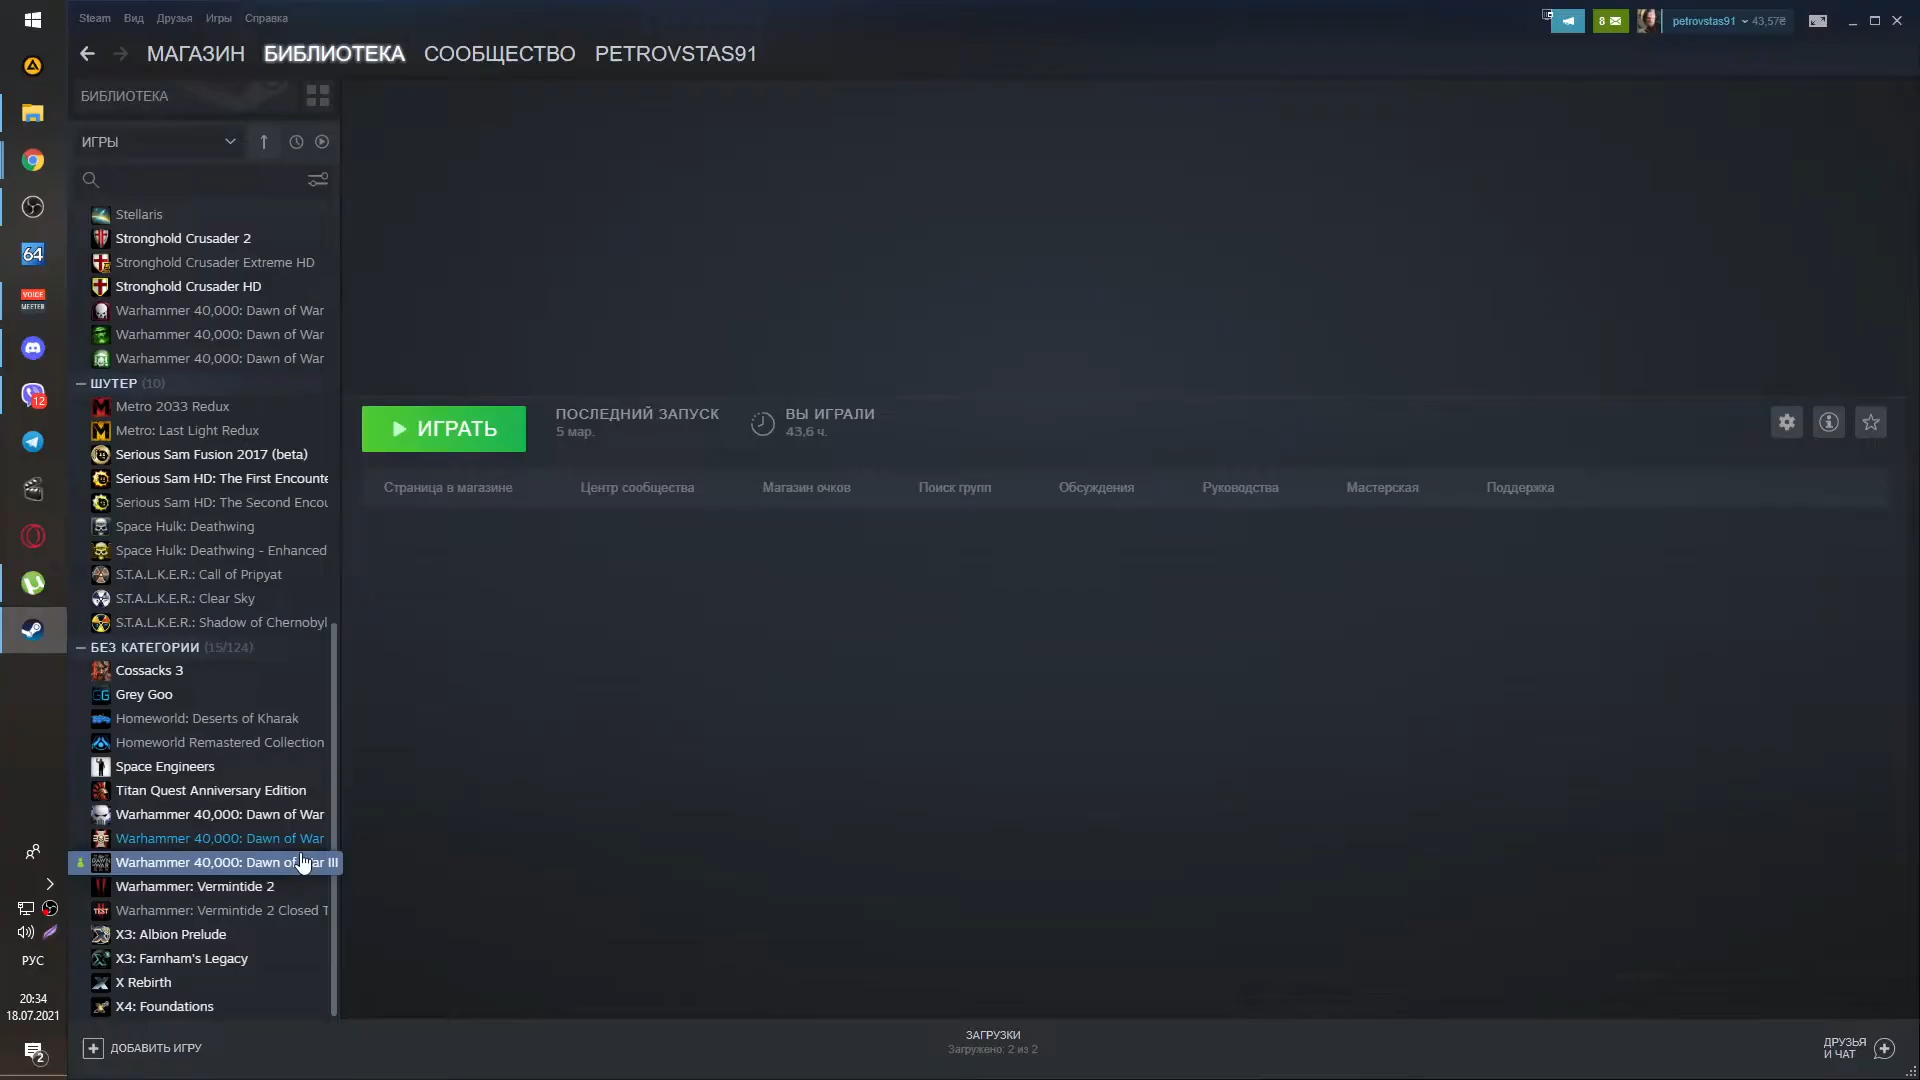 Steam Вид Друзья Игры Справка
8 petrovstas91 43,57₴
МАГАЗИН БИБЛИОТЕКА СООБЩЕСТВО PETROVSTAS91
БИБЛИОТЕКА
ИГРЫ
Stellaris
Stronghold Crusader 2
Stronghold Crusader Extreme HD
Stronghold Crusader HD
Warhammer 40,000: Dawn of War
Warhammer 40,000: Dawn of War
Warhammer 40,000: Dawn of War
— ШУТЕР (10)
Metro 2033 Redux
Metro: Last Light Redux
Serious Sam Fusion 2017 (beta)
Serious Sam HD: The First Encounte
Serious Sam HD: The Second Encou
Space Hulk: Deathwing
Space Hulk: Deathwing - Enhanced
S.T.A.L.K.E.R.: Call of Pripyat
S.T.A.L.K.E.R.: Clear Sky
S.T.A.L.K.E.R.: Shadow of Chernobyl
— БЕЗ КАТЕГОРИИ (15/124)
Cossacks 3
Grey Goo
Homeworld: Deserts of Kharak
Homeworld Remastered Collection
Space Engineers
Titan Quest Anniversary Edition
Warhammer 40,000: Dawn of War
Warhammer 40,000: Dawn of War
Warhammer 40,000: Dawn of War III
Warhammer: Vermintide 2
TEST Warhammer: Vermintide 2 Closed T
X3: Albion Prelude
X3: Farnham's Legacy
X Rebirth
X4: Foundations
ДОБАВИТЬ ИГРУ
ИГРАТЬ
ПОСЛЕДНИЙ ЗАПУСК
5 мар.
ВЫ ИГРАЛИ
43,6 ч.
Страница в магазине Центр сообщества Магазин очков Поиск групп Обсуждения Руководства Мастерская Поддержка
ЗАГРУЗКИ
Загружено: 2 из 2
ДРУЗЬЯ
И ЧАТ
64
VOICE
MEETER
12
РУС
20:34
18.07.2021
2